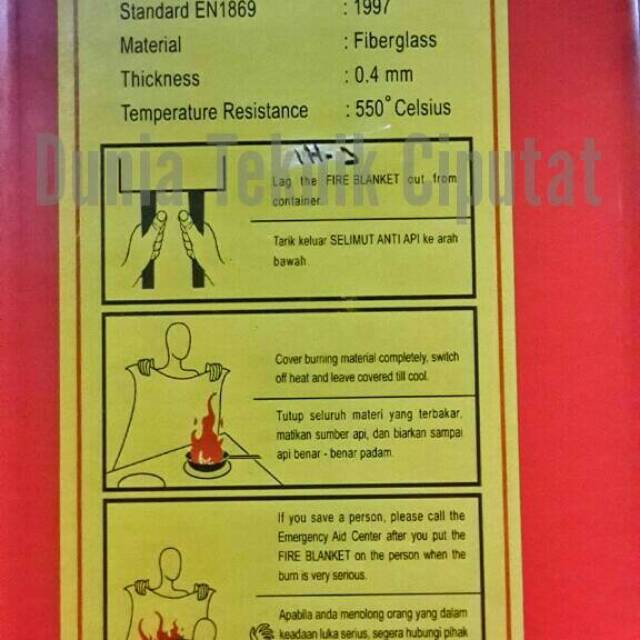 Standard EN1869 : 1997
Material : Fiberglass
Thickness : 0.4 mm
Temperature Resistance : 550°Celsius
Dunia Teknik Ciputat
Lag the FIRE BLANKET out from
container.
Tarik keluar SELIMUT ANTI API ke arah
bawah.
Cover burning material completely, switch
off heat and leave covered till cool.
Tutup seluruh materi yang terbakar,
matikan sumber api, dan biarkan sampai
api benar - benar padam.
If you save a person, please call the
Emergency Aid Center after you put the
FIRE BLANKET on the person when the
burn is very serious.
Apabila anda menolong orang yang dalam
keadaan luka serius, segera hubungi pihak